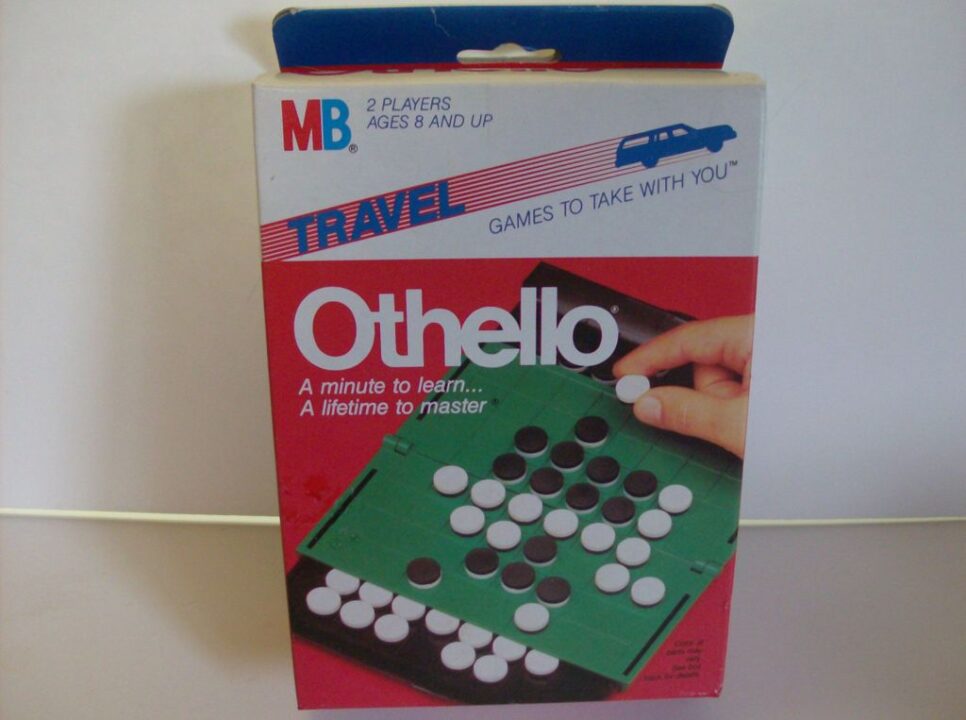 Othello
MB®
2 PLAYERS
AGES 8 AND UP
TRAVEL
GAMES TO TAKE WITH YOU™
Othello®
A minute to learn...
A lifetime to master®